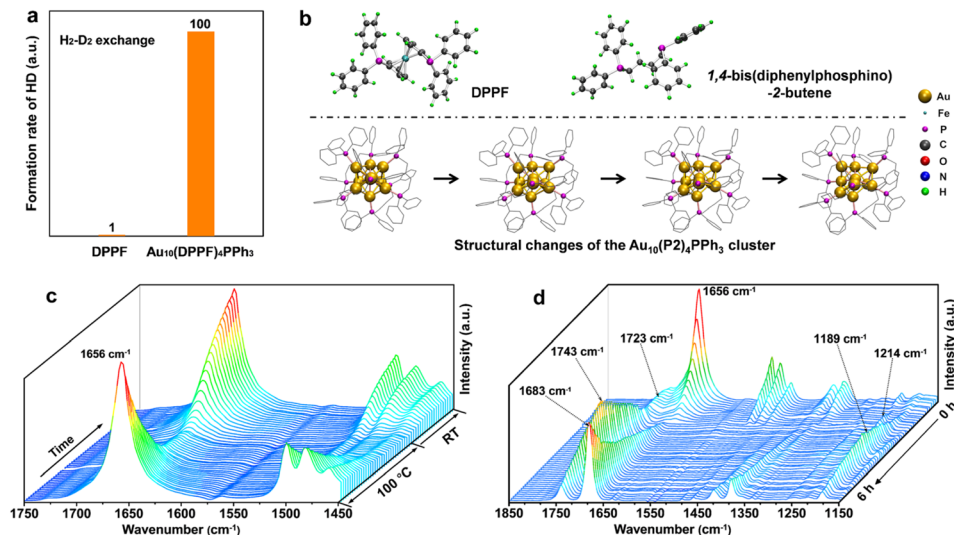 a
H₂-D₂ exchange
100
1
Formation rate of HD (a.u.)
DPPF
Au₁₀(DPPF)₄PPh₃
b
DPPF
1,4-bis(diphenylphosphino)
-2-butene
Structural changes of the Au₁₀(P2)₄PPh₃ cluster
Au
Fe
P
C
O
N
H
c
1656 cm⁻¹
Time
Intensity (a.u.)
RT
100 °C
1750
1700
1650
1600
1550
1500
1450
Wavenumber (cm⁻¹)
d
1656 cm⁻¹
1723 cm⁻¹
1743 cm⁻¹
1683 cm⁻¹
1189 cm⁻¹
1214 cm⁻¹
Intensity (a.u.)
0 h
6 h
1850
1750
1650
1550
1450
1350
1250
1150
Wavenumber (cm⁻¹)